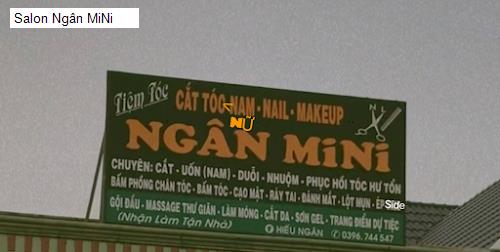 Salon Ngân MiNi
Tiệm Tóc CẮT TÓC NAM - NAIL - MAKEUP
NỮ
N L
NGÂN MiNi
CHUYÊN: CẮT - UỐN (NAM) - DUỖI - NHUỘM - PHỤC HỒI TÓC HƯ TỔN
BẤM PHỒNG CHÂN TÓC - BẤM TÓC - CẠO MẶT - RÁY TAI - ĐÁNH MẮT - LỘT MỤN - ÉP Side
GỘI ĐẦU - MASSAGE THƯ GIÃN - LÀM MÓNG - CẮT DA - SƠN GEL - TRANG ĐIỂM DỰ TIỆC
(Nhận Làm Tận Nhà) HIẾU NGÂN 0396.744 547